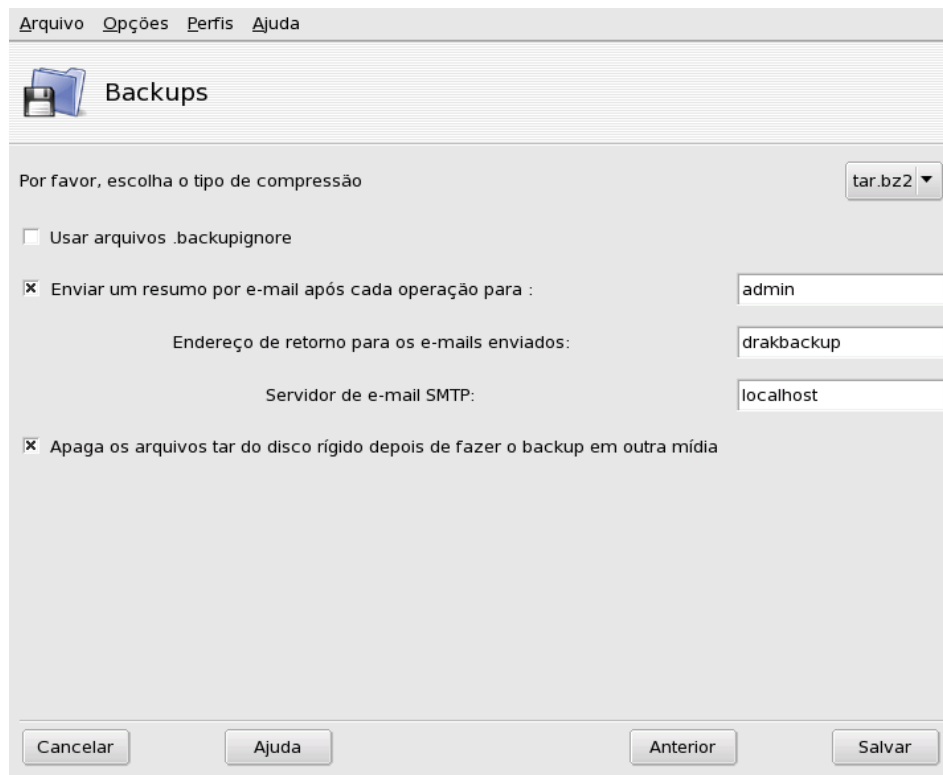 Arquivo Opções Perfis Ajuda
Backups
Por favor, escolha o tipo de compressão tar.bz2
Usar arquivos .backupignore
Enviar um resumo por e-mail após cada operação para : admin
Endereço de retorno para os e-mails enviados: drakbackup
Servidor de e-mail SMTP: localhost
Apaga os arquivos tar do disco rígido depois de fazer o backup em outra mídia
Cancelar Ajuda Anterior Salvar